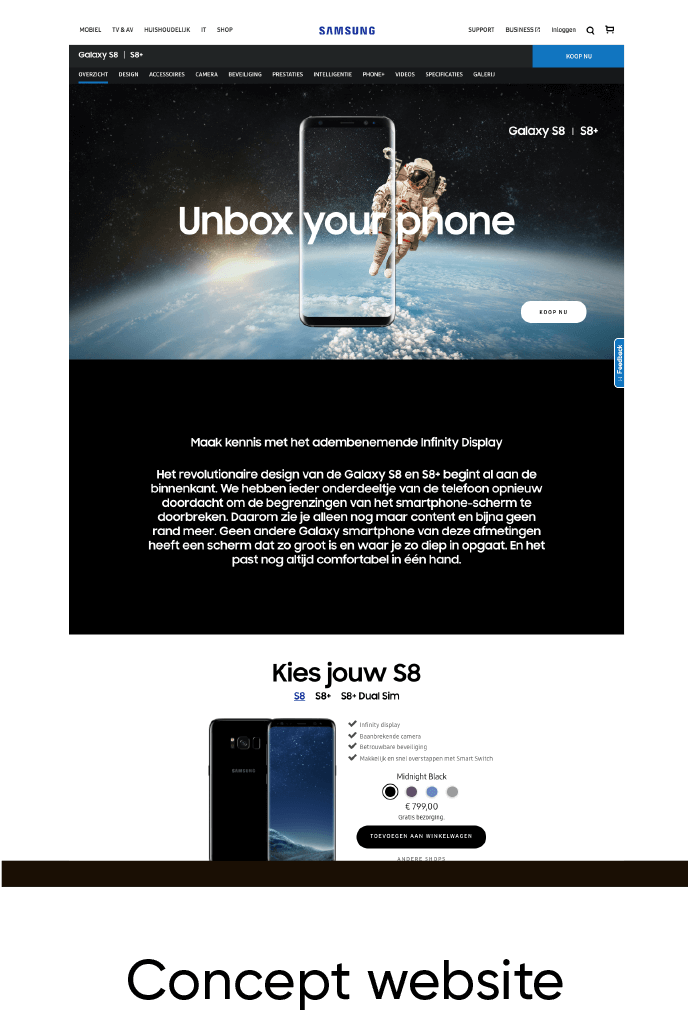 MOBIEL TV & AV HUISHOUDELIJK IT SHOP SAMSUNG SUPPORT BUSINESS Inloggen
Galaxy S8 | S8+ KOOP NU
OVERZICHT DESIGN ACCESSOIRES CAMERA BEVEILIGING PRESTATIES INTELLIGENTIE PHONE+ VIDEOS SPECIFICATIES GALERIJ
Galaxy S8 | S8+
Unbox your phone
KOOP NU
Feedback
Maak kennis met het adembenemende Infinity Display
Het revolutionaire design van de Galaxy S8 en S8+ begint al aan de
binnenkant. We hebben ieder onderdeeltje van de telefoon opnieuw
doordacht om de begrenzingen van het smartphone-scherm te
doorbreken. Daarom zie je alleen nog maar content en bijna geen
rand meer. Geen andere Galaxy smartphone van deze afmetingen
heeft een scherm dat zo groot is en waar je zo diep in opgaat. En het
past nog altijd comfortabel in één hand.
Kies jouw S8
S8 S8+ S8+ Dual Sim
Infinity display
Baanbrekende camera
Betrouwbare beveiliging
Makkelijk en snel overstappen met Smart Switch
SAMSUNG
Midnight Black
€ 799,00
Gratis bezorging.
TOEVOEGEN AAN WINKELWAGEN
ANDERE SHOPS
Concept website